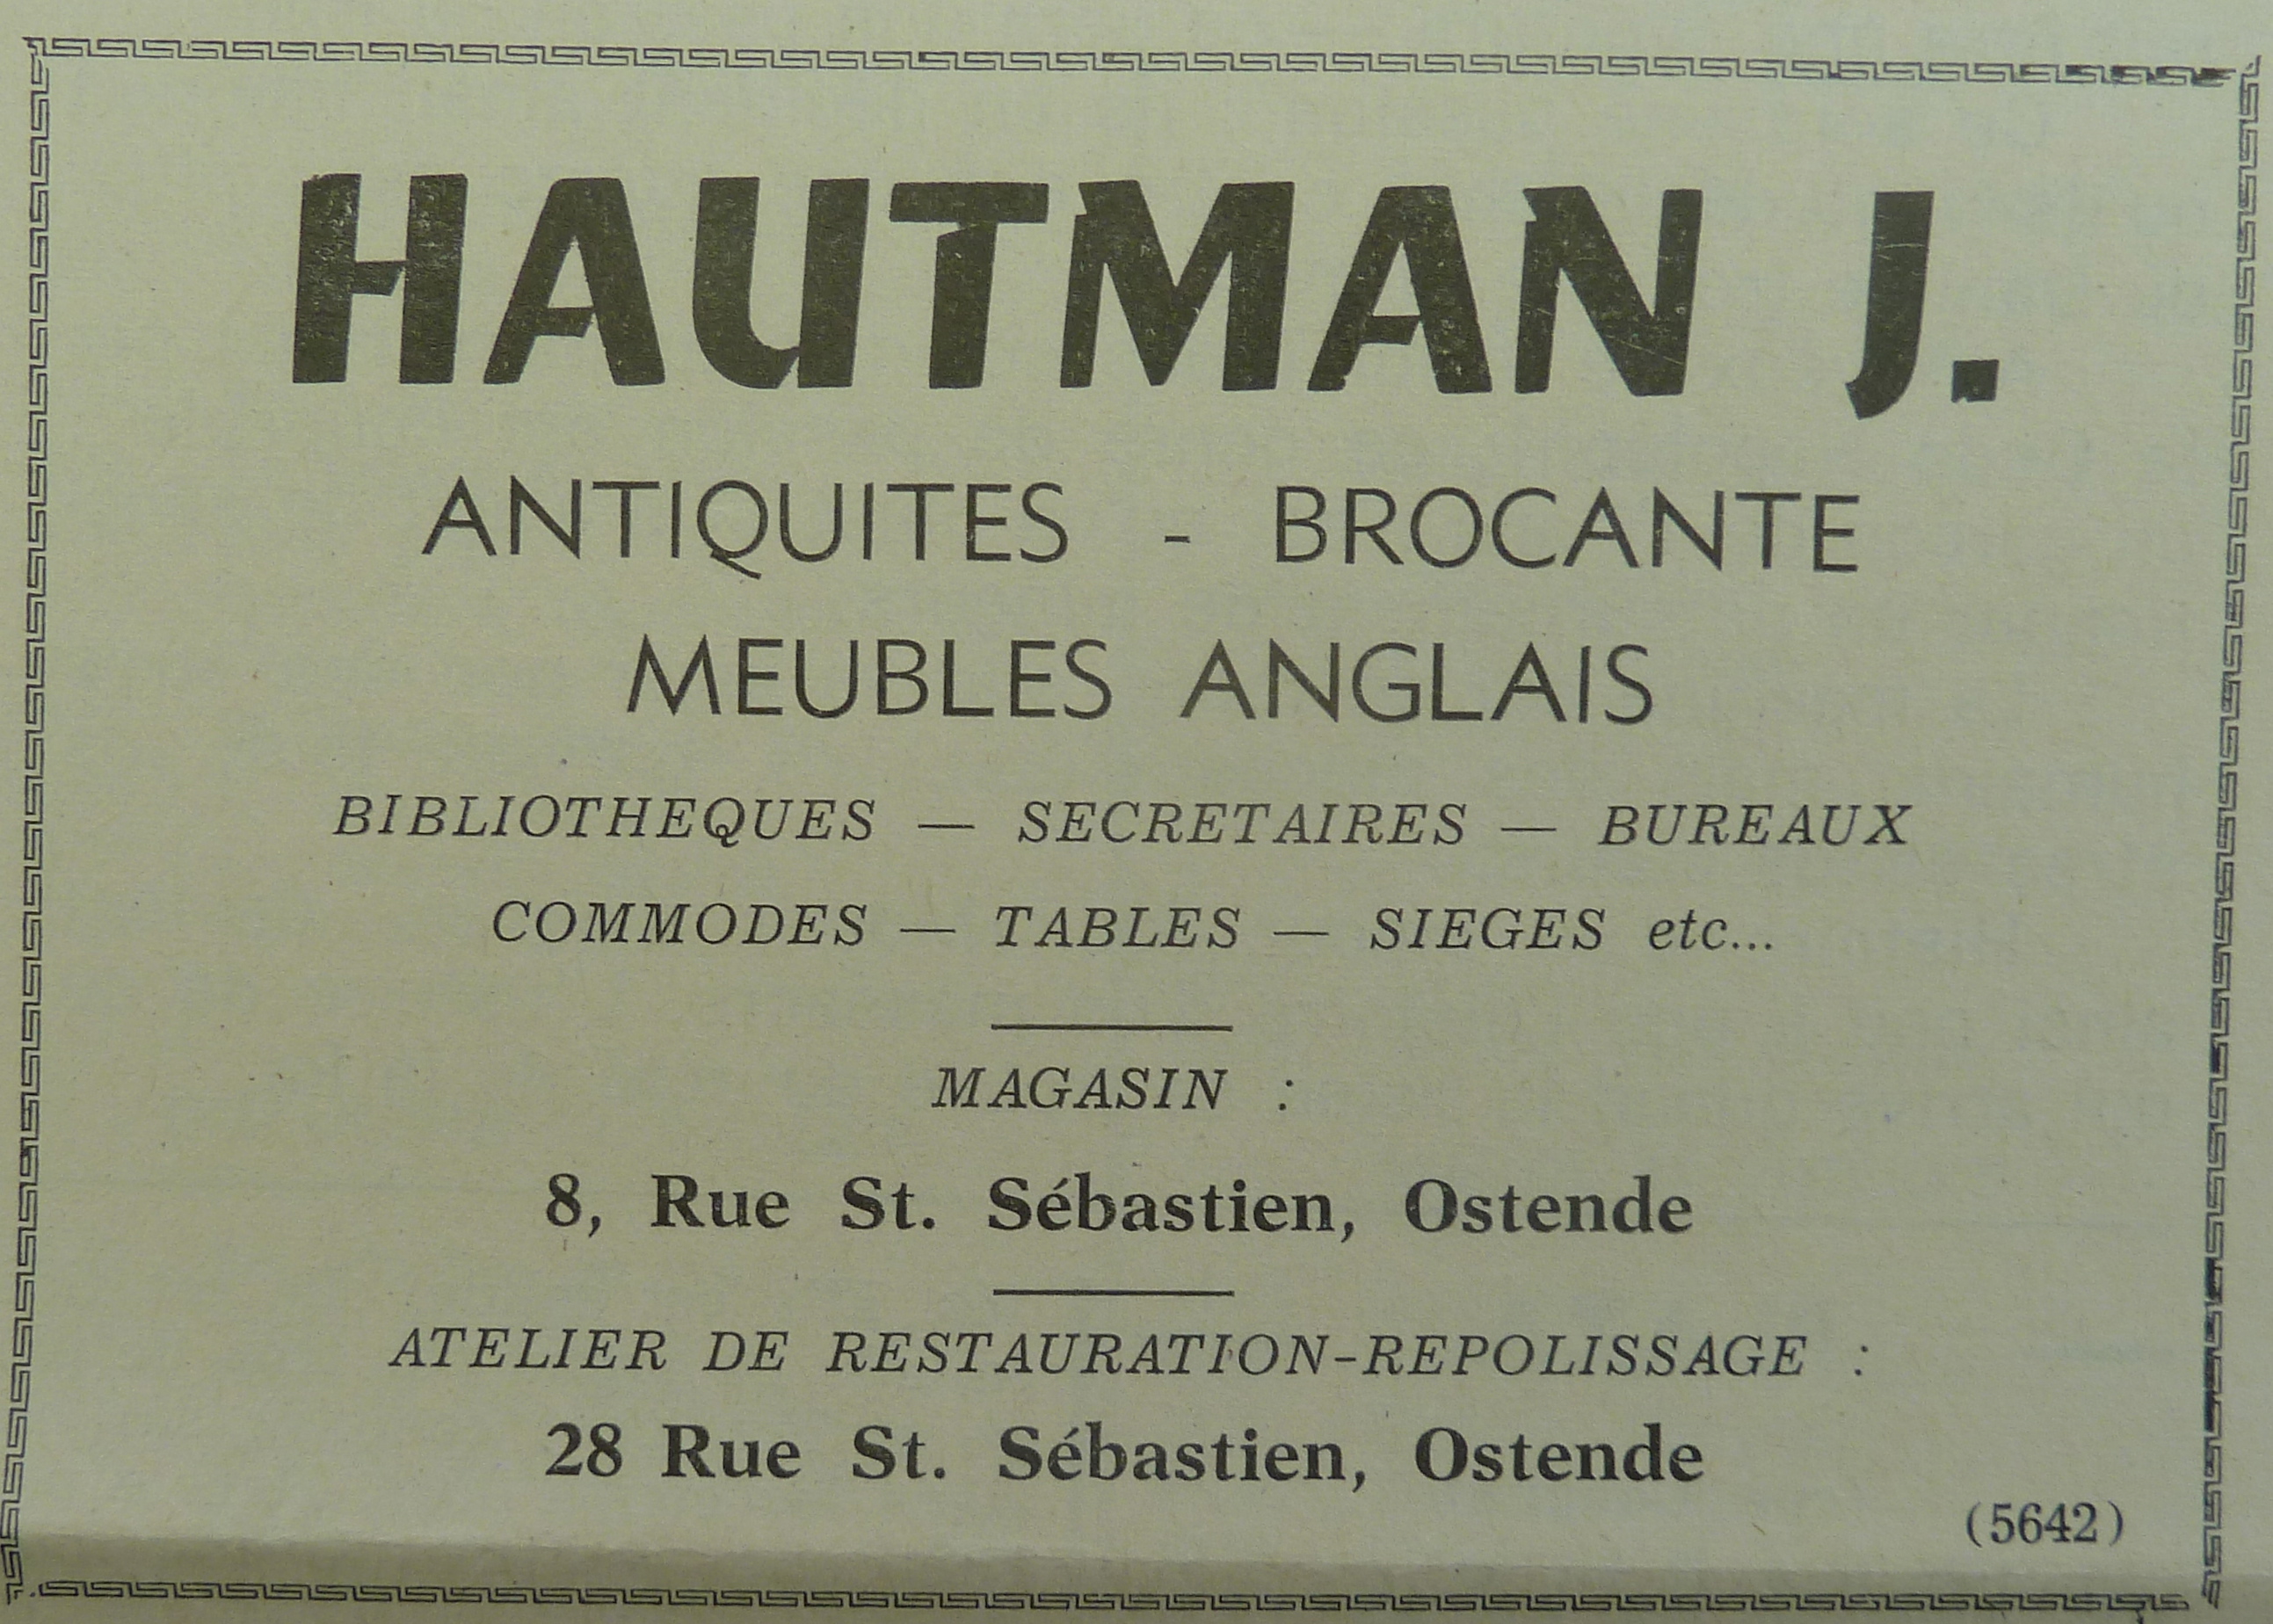 HAUTMAN J.
ANTIQUITES - BROCANTE
MEUBLES ANGLAIS
BIBLIOTHEQUES — SECRETAIRES — BUREAUX
COMMODES — TABLES — SIEGES etc...
MAGASIN :
8, Rue St. Sébastien, Ostende
ATELIER DE RESTAURATION-REPOLISSAGE :
28 Rue St. Sébastien, Ostende
(5642)